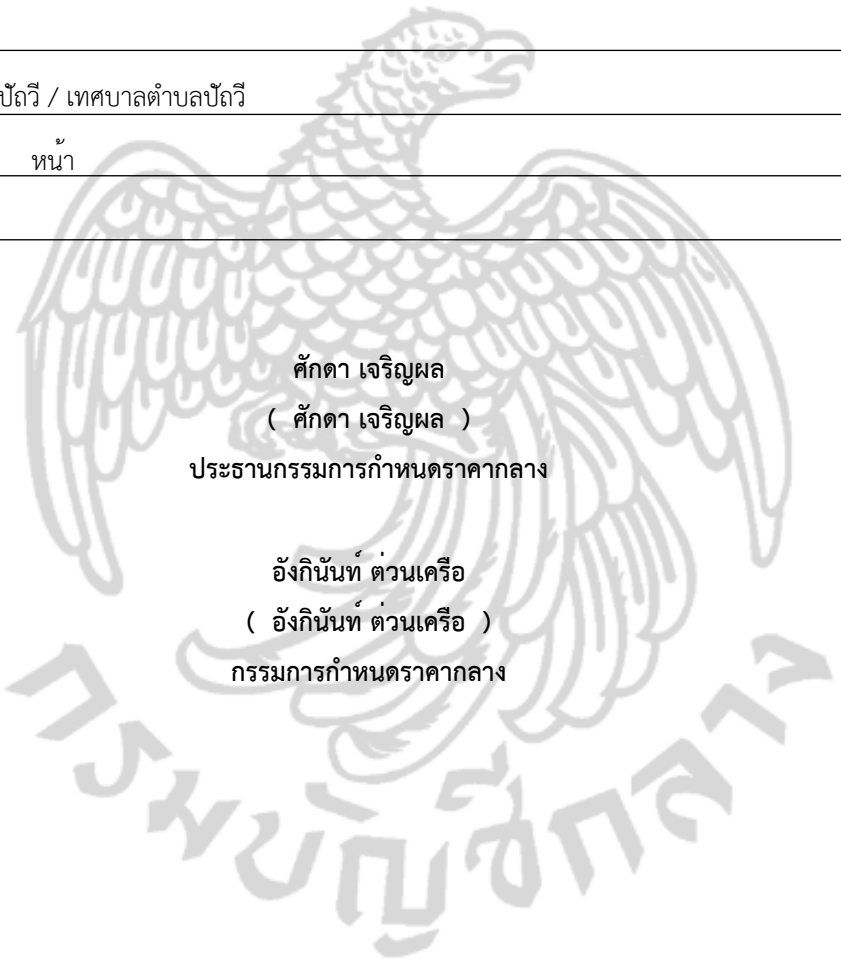 ปัถวี / เทศบาลตำบลปัถวี
หน้า
ศักดา เจริญผล
( ศักดา เจริญผล )
ประธานกรรมการกำหนดราคากลาง
อังกินันท์ ต่วนเครือ
( อังกินันท์ ต่วนเครือ )
กรรมการกำหนดราคากลาง
กรมบัญชีกลาง